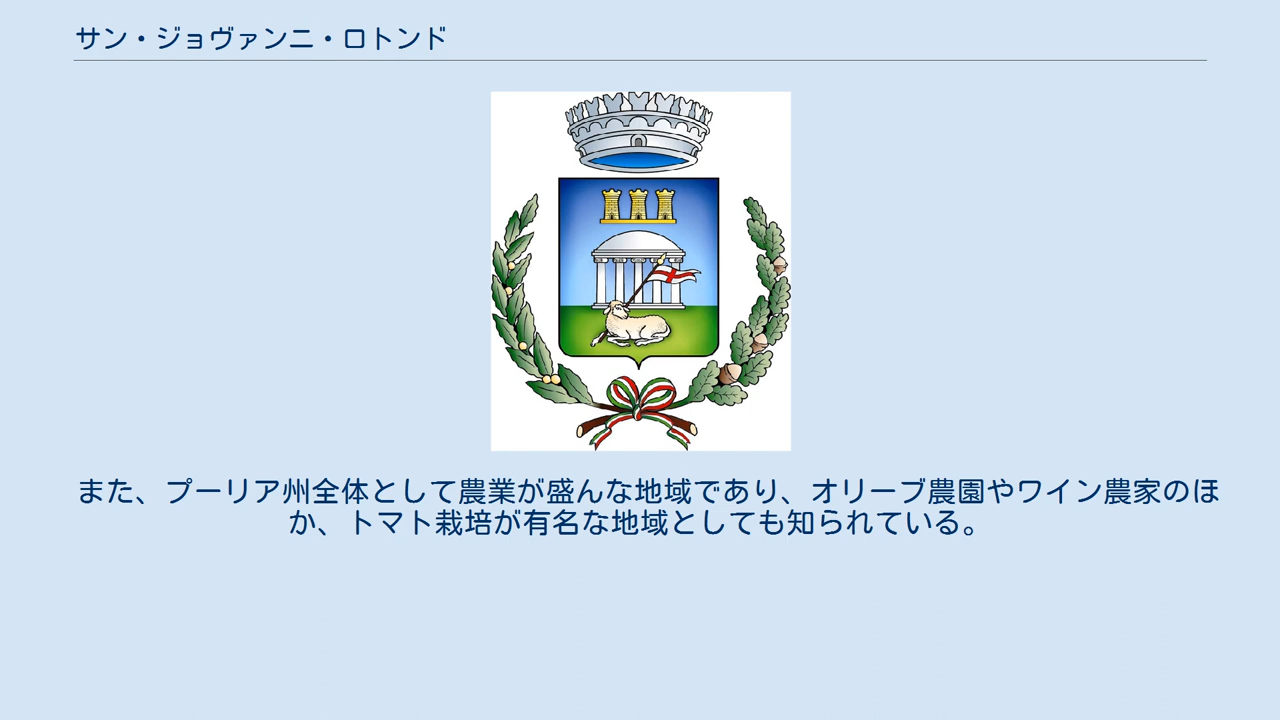 サン・ジョヴァンニ・ロトンド
また、プーリア州全体として農業が盛んな地域であり、オリーブ農園やワイン農家のほ
か、トマト栽培が有名な地域としても知られている。